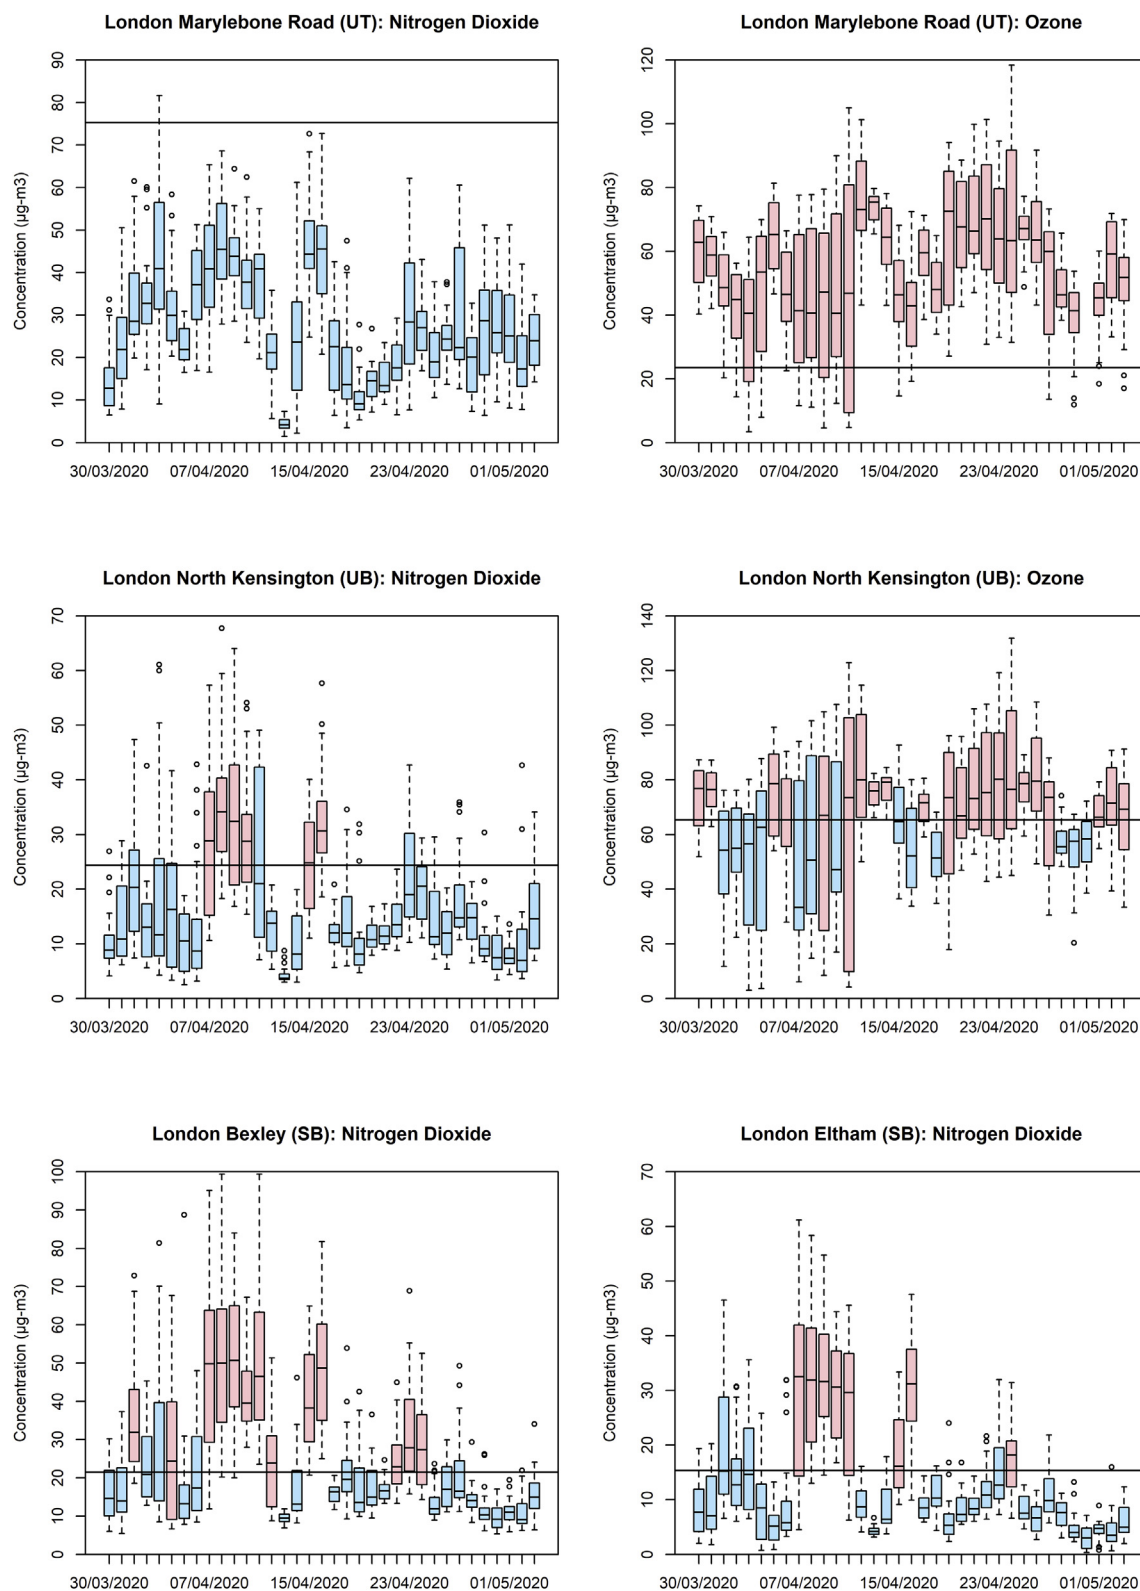 London Marylebone Road (UT): Nitrogen Dioxide
Concentration (µg-m3)
90
80
70
60
50
40
30
20
10
0
30/03/2020 07/04/2020 15/04/2020 23/04/2020 01/05/2020
London Marylebone Road (UT): Ozone
Concentration (µg-m3)
120
100
80
60
40
20
0
30/03/2020 07/04/2020 15/04/2020 23/04/2020 01/05/2020
London North Kensington (UB): Nitrogen Dioxide
Concentration (µg-m3)
70
60
50
40
30
20
10
0
30/03/2020 07/04/2020 15/04/2020 23/04/2020 01/05/2020
London North Kensington (UB): Ozone
Concentration (µg-m3)
140
120
100
80
60
40
20
0
30/03/2020 07/04/2020 15/04/2020 23/04/2020 01/05/2020
London Bexley (SB): Nitrogen Dioxide
Concentration (µg-m3)
100
90
80
70
60
50
40
30
20
10
0
30/03/2020 07/04/2020 15/04/2020 23/04/2020 01/05/2020
London Eltham (SB): Nitrogen Dioxide
Concentration (µg-m3)
70
60
50
40
30
20
10
0
30/03/2020 07/04/2020 15/04/2020 23/04/2020 01/05/2020